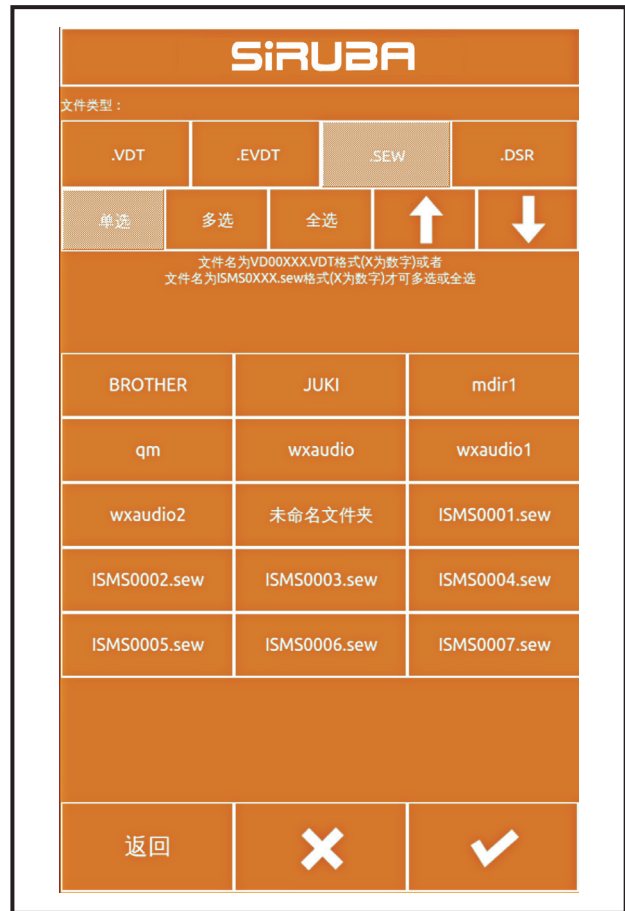 SiRUBA
文件类型：
.VDT .EVDT .SEW .DSR
单选 多选 全选
文件名为VD00XXX.VDT格式(X为数字)或者
文件名为ISMS0XXX.sew格式(X为数字)才可多选或全选
BROTHER JUKI mdir1
qm wxaudio wxaudio1
wxaudio2 未命名文件夹 ISMS0001.sew
ISMS0002.sew ISMS0003.sew ISMS0004.sew
ISMS0005.sew ISMS0006.sew ISMS0007.sew
返回